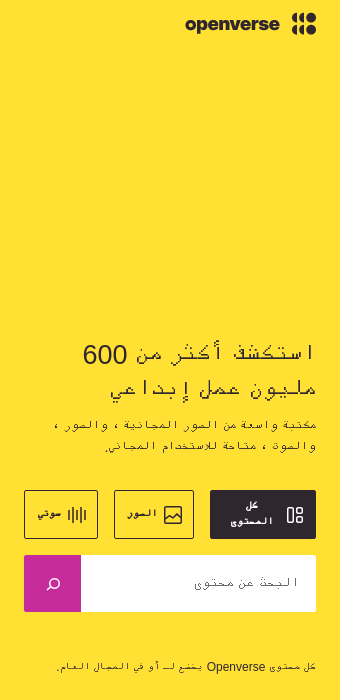 openverse
استكشف أكثر من 600
مليون عمل إبداعي
مكتبة واسعة من الصور المجانية ، والصور ،
والصوت ، متاحة للاستخدام المجاني.
كل
المحتوى
الصور
صوتي
البحث عن محتوى
كل محتوى Openverse يخضع لـ أو في المجال العام.